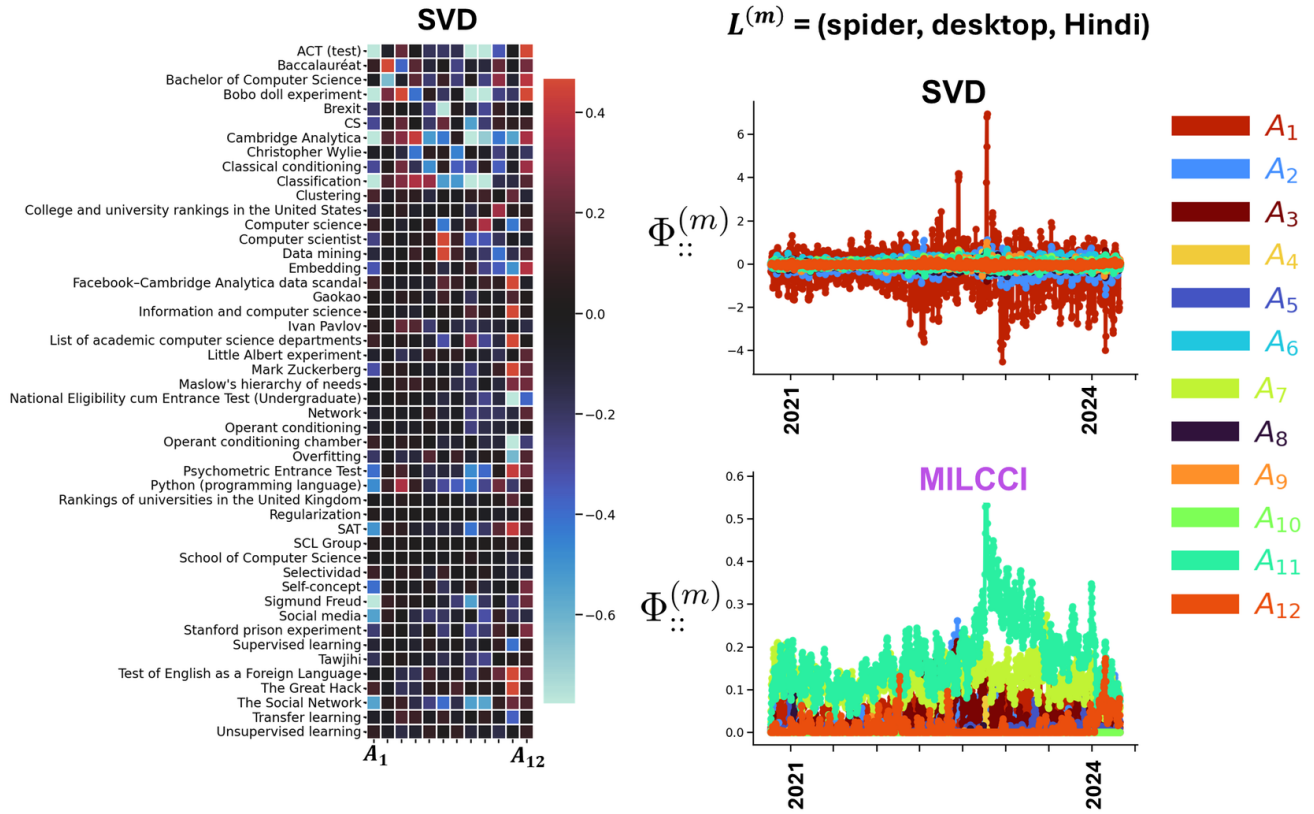 SVD
ACT (test)
Baccalauréat
Bachelor of Computer Science
Bobo doll experiment
Brexit
CS
Cambridge Analytica
Christopher Wylie
Classical conditioning
Classification
Clustering
College and university rankings in the United States
Computer science
Computer scientist
Data mining
Embedding
Facebook–Cambridge Analytica data scandal
Gaokao
Information and computer science
Ivan Pavlov
List of academic computer science departments
Little Albert experiment
Mark Zuckerberg
Maslow's hierarchy of needs
National Eligibility cum Entrance Test (Undergraduate)
Network
Operant conditioning
Operant conditioning chamber
Overfitting
Psychometric Entrance Test
Python (programming language)
Rankings of universities in the United Kingdom
Regularization
SAT
SCL Group
School of Computer Science
Selectividad
Self-concept
Sigmund Freud
Social media
Stanford prison experiment
Supervised learning
Tawjihi
Test of English as a Foreign Language
The Great Hack
The Social Network
Transfer learning
Unsupervised learning
A₁ A₁₂
0.4
0.2
0.0
−0.2
−0.4
−0.6
L⁽ᵐ⁾ = (spider, desktop, Hindi)
SVD
Φ::⁽ᵐ⁾
6
4
2
0
−2
−4
2021 2024
MILCCI
Φ::⁽ᵐ⁾
0.6
0.5
0.4
0.3
0.2
0.1
0.0
2021 2024
A₁
A₂
A₃
A₄
A₅
A₆
A₇
A₈
A₉
A₁₀
A₁₁
A₁₂